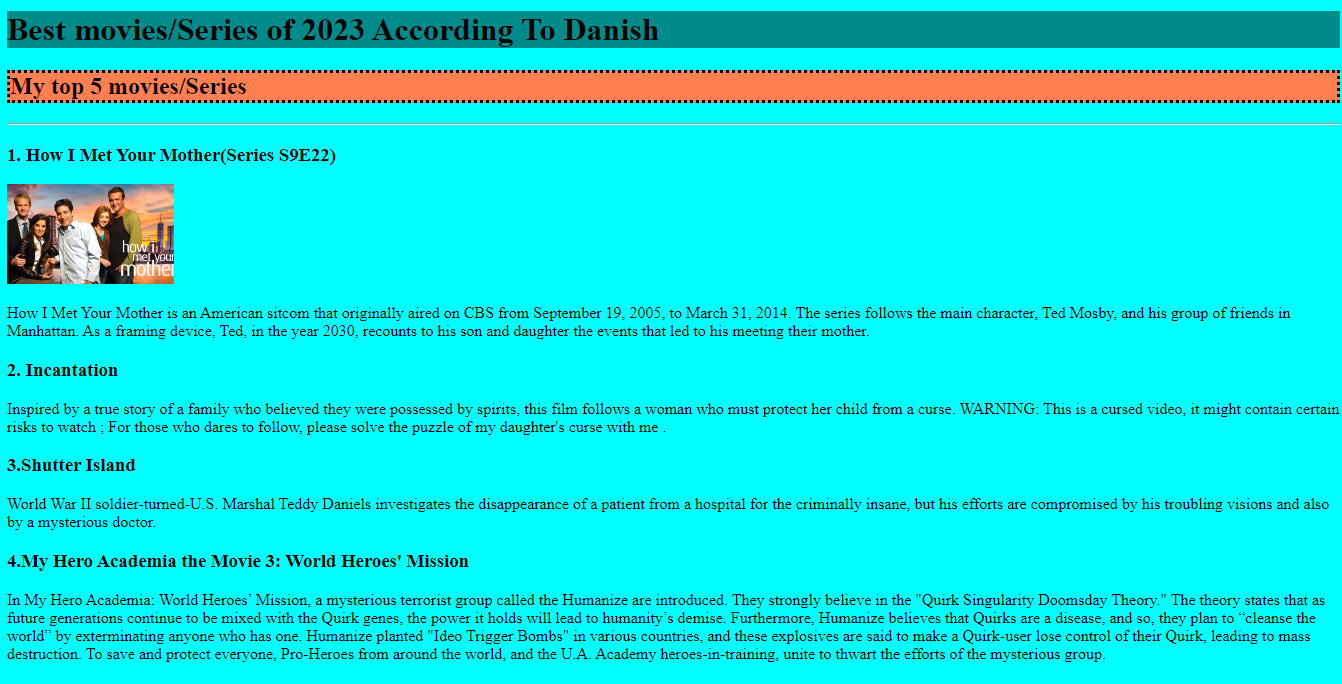 Best movies/Series of 2023 According To Danish
My top 5 movies/Series
1. How I Met Your Mother(Series S9E22)
how i
met your
mother
How I Met Your Mother is an American sitcom that originally aired on CBS from September 19, 2005, to March 31, 2014. The series follows the main character, Ted Mosby, and his group of friends in
Manhattan. As a framing device, Ted, in the year 2030, recounts to his son and daughter the events that led to his meeting their mother.
2. Incantation
Inspired by a true story of a family who believed they were possessed by spirits, this film follows a woman who must protect her child from a curse. WARNING: This is a cursed video, it might contain certain
risks to watch ; For those who dares to follow, please solve the puzzle of my daughter's curse with me .
3.Shutter Island
World War II soldier-turned-U.S. Marshal Teddy Daniels investigates the disappearance of a patient from a hospital for the criminally insane, but his efforts are compromised by his troubling visions and also
by a mysterious doctor.
4.My Hero Academia the Movie 3: World Heroes' Mission
In My Hero Academia: World Heroes’ Mission, a mysterious terrorist group called the Humanize are introduced. They strongly believe in the "Quirk Singularity Doomsday Theory." The theory states that as
future generations continue to be mixed with the Quirk genes, the power it holds will lead to humanity’s demise. Furthermore, Humanize believes that Quirks are a disease, and so, they plan to “cleanse the
world” by exterminating anyone who has one. Humanize planted "Ideo Trigger Bombs" in various countries, and these explosives are said to make a Quirk-user lose control of their Quirk, leading to mass
destruction. To save and protect everyone, Pro-Heroes from around the world, and the U.A. Academy heroes-in-training, unite to thwart the efforts of the mysterious group.